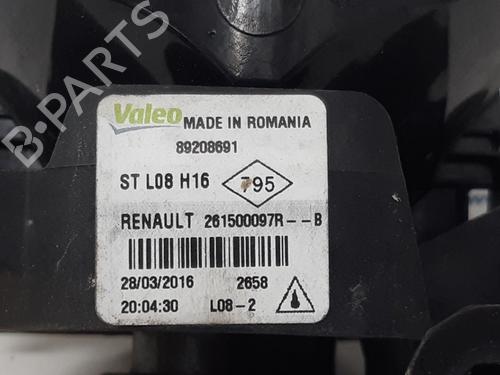 B-PARTS
Valeo MADE IN ROMANIA
89208691
ST L08 H16 795
RENAULT 261500097R--B
28/03/2016 2658
20:04:30 L08-2